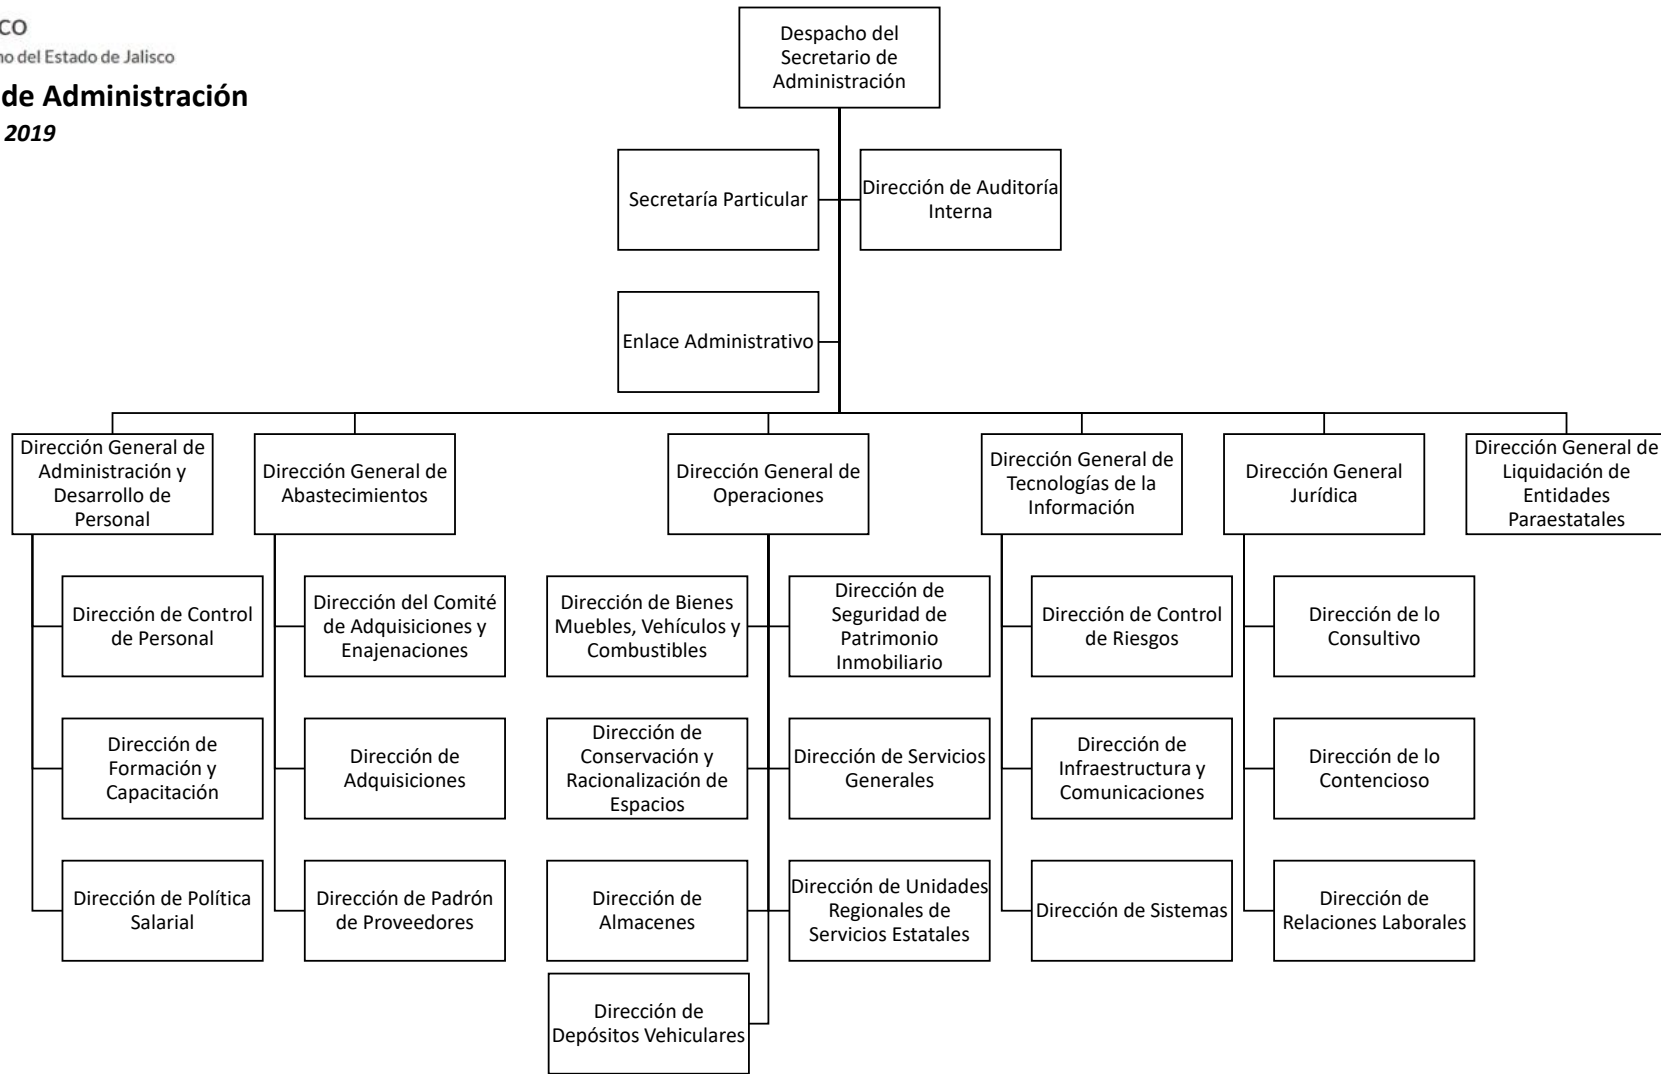 CO
no del Estado de Jalisco
de Administración
2019
Despacho del
Secretario de
Administración
Secretaría Particular
Dirección de Auditoría
Interna
Enlace Administrativo
Dirección General de
Administración y
Desarrollo de
Personal
Dirección General de
Abastecimientos
Dirección General de
Operaciones
Dirección General de
Tecnologías de la
Información
Dirección General
Jurídica
Dirección General de
Liquidación de
Entidades
Paraestatales
Dirección de Control
de Personal
Dirección del Comité
de Adquisiciones y
Enajenaciones
Dirección de Bienes
Muebles, Vehículos y
Combustibles
Dirección de
Seguridad de
Patrimonio
Inmobiliario
Dirección de Control
de Riesgos
Dirección de lo
Consultivo
Dirección de
Formación y
Capacitación
Dirección de
Adquisiciones
Dirección de
Conservación y
Racionalización de
Espacios
Dirección de Servicios
Generales
Dirección de
Infraestructura y
Comunicaciones
Dirección de lo
Contencioso
Dirección de Política
Salarial
Dirección de Padrón
de Proveedores
Dirección de
Almacenes
Dirección de Unidades
Regionales de
Servicios Estatales
Dirección de Sistemas
Dirección de
Relaciones Laborales
Dirección de
Depósitos Vehiculares